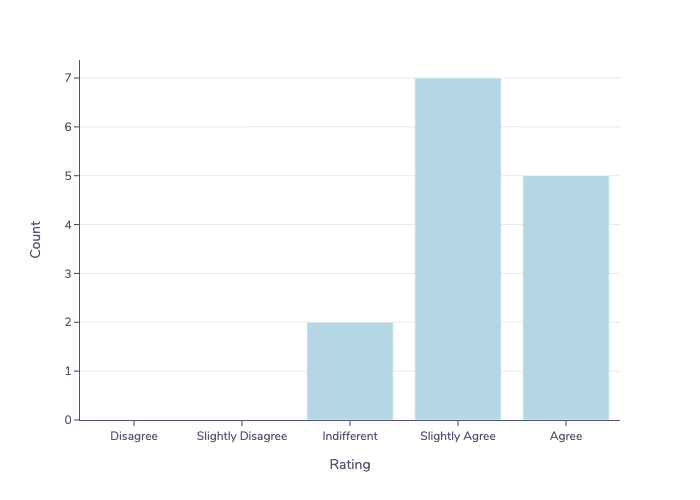 7
6
5
4
3
2
1
0
Count
Disagree
Slightly Disagree
Indifferent
Slightly Agree
Agree
Rating